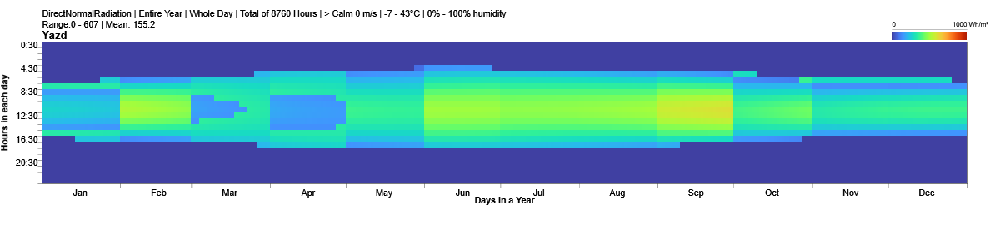 DirectNormalRadiation | Entire Year | Whole Day | Total of 8760 Hours | > Calm 0 m/s | -7 - 43°C | 0% - 100% humidity
Range:0 - 607 | Mean: 155.2
Yazd
0 1000 Wh/m²
0:30
4:30
8:30
12:30
16:30
20:30
Hours in each day
Jan Feb Mar Apr May Jun Jul Aug Sep Oct Nov Dec
Days in a Year